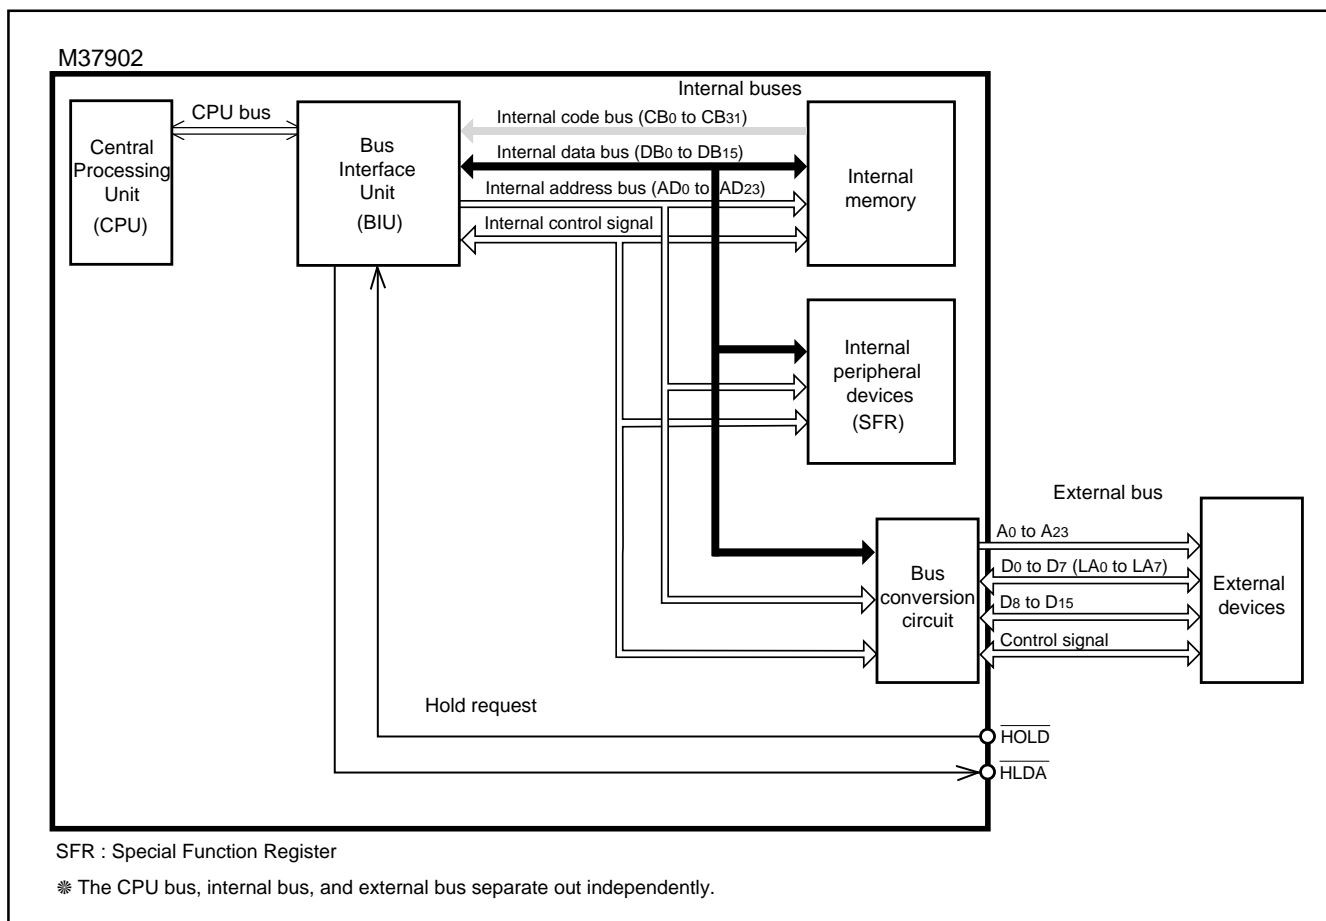 M37902
Internal buses
CPU bus
Central
Processing
Unit
(CPU)
Bus
Interface
Unit
(BIU)
Internal code bus (CB0 to CB31)
Internal data bus (DB0 to DB15)
Internal address bus (AD0 to AD23)
Internal control signal
Internal
memory
Internal
peripheral
devices
(SFR)
External bus
Bus
conversion
circuit
A0 to A23
D0 to D7 (LA0 to LA7)
D8 to D15
Control signal
External
devices
Hold request
HOLD
HLDA
SFR : Special Function Register
❋ The CPU bus, internal bus, and external bus separate out independently.